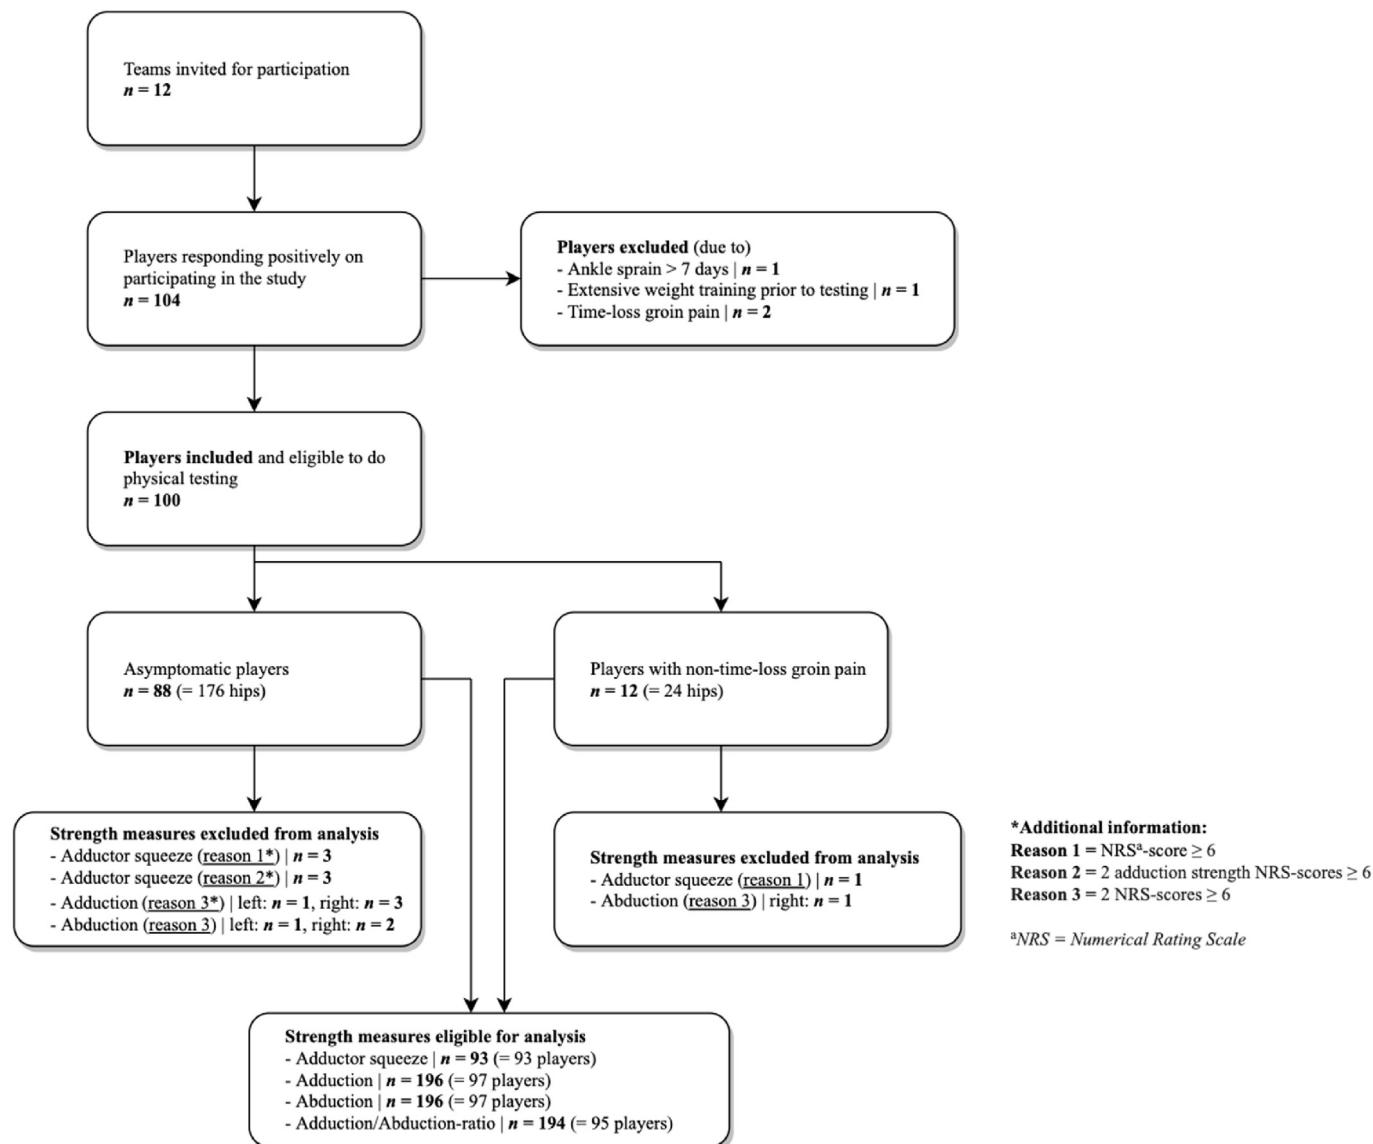 Teams invited for participation
n = 12
Players responding positively on
participating in the study
n = 104
Players excluded (due to)
- Ankle sprain > 7 days | n = 1
- Extensive weight training prior to testing | n = 1
- Time-loss groin pain | n = 2
Players included and eligible to do
physical testing
n = 100
Asymptomatic players
n = 88 (= 176 hips)
Players with non-time-loss groin pain
n = 12 (= 24 hips)
Strength measures excluded from analysis
- Adductor squeeze (reason 1*) | n = 3
- Adductor squeeze (reason 2*) | n = 3
- Adduction (reason 3*) | left: n = 1, right: n = 3
- Abduction (reason 3) | left: n = 1, right: n = 2
Strength measures excluded from analysis
- Adductor squeeze (reason 1) | n = 1
- Abduction (reason 3) | right: n = 1
*Additional information:
Reason 1 = NRSª-score ≥ 6
Reason 2 = 2 adduction strength NRS-scores ≥ 6
Reason 3 = 2 NRS-scores ≥ 6
ªNRS = Numerical Rating Scale
Strength measures eligible for analysis
- Adductor squeeze | n = 93 (= 93 players)
- Adduction | n = 196 (= 97 players)
- Abduction | n = 196 (= 97 players)
- Adduction/Abduction-ratio | n = 194 (= 95 players)